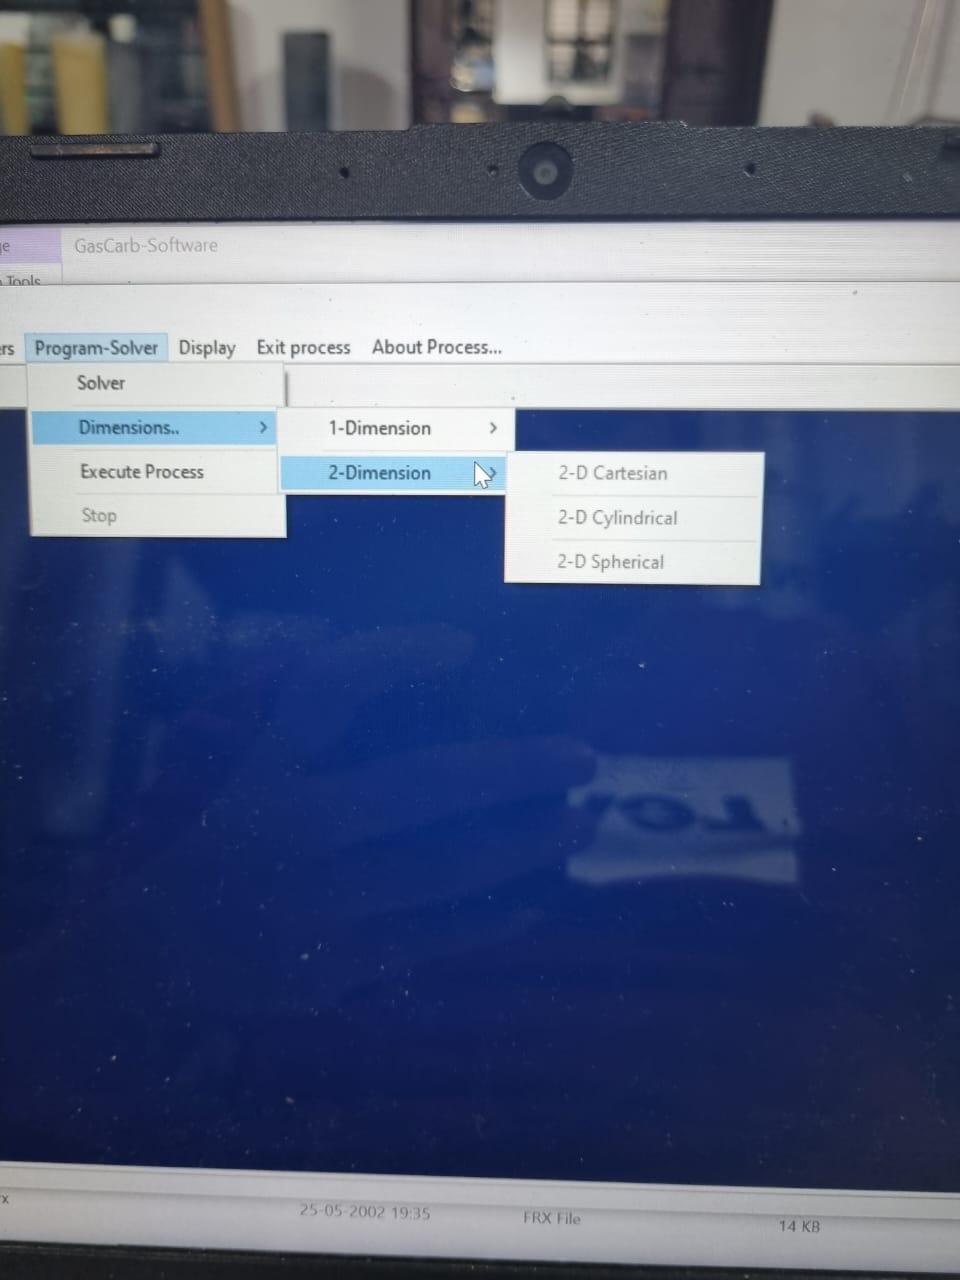 GasCarb-Software
Tools
Program-Solver Display Exit process About Process...
Solver
Dimensions..
1-Dimension
Execute Process
2-Dimension
2-D Cartesian
Stop
2-D Cylindrical
2-D Spherical
25-05-2002 19:35 FRX File 14 KB